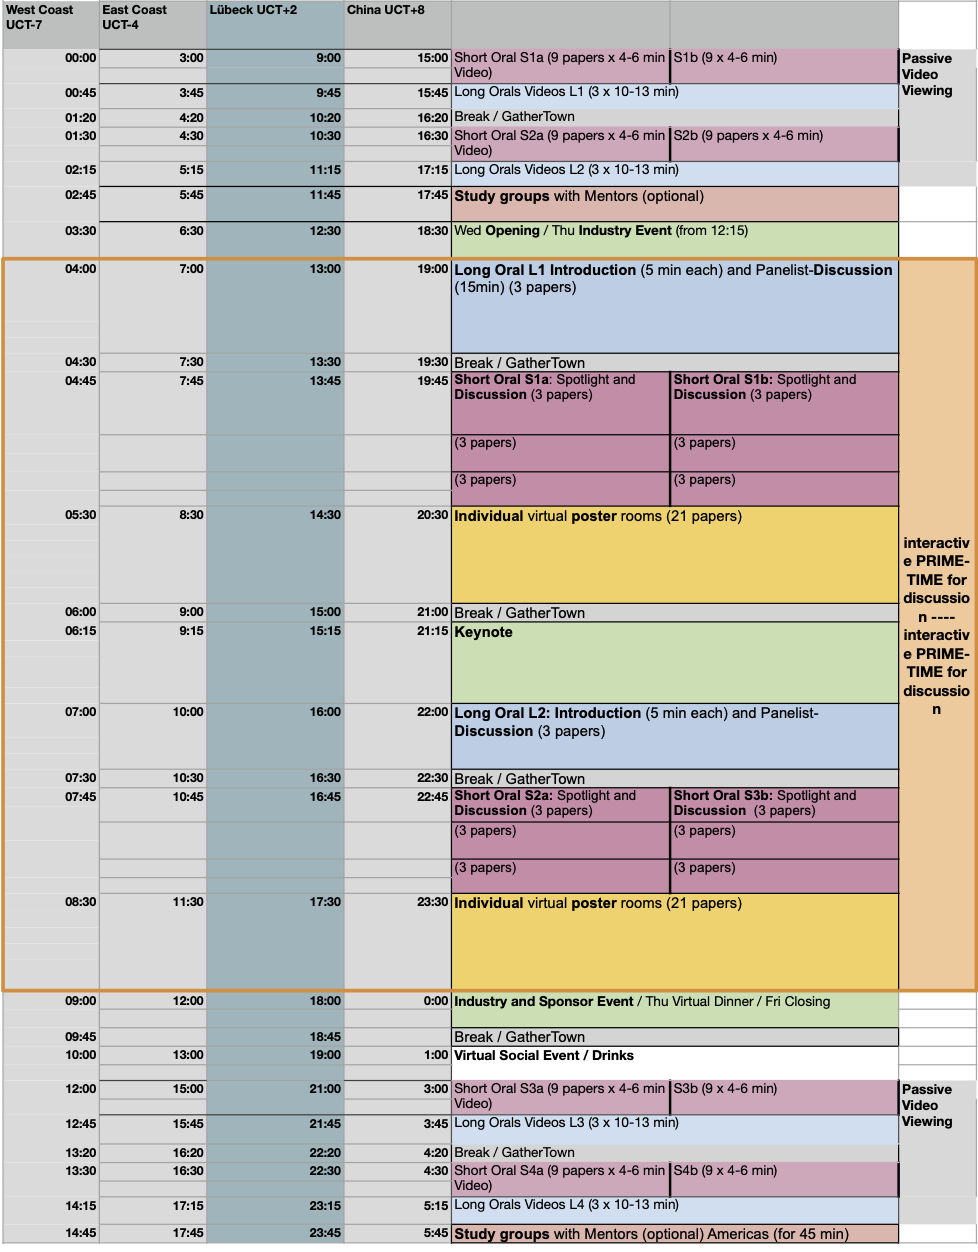 West Coast East Coast Lübeck UCT+2 China UCT+8
UCT-7 UCT-4
00:00 3:00 9:00 15:00 Short Oral S1a (9 papers x 4-6 min S1b (9 x 4-6 min) Passive
Video) Video
Viewing
00:45 3:45 9:45 15:45 Long Orals Videos L1 (3 x 10-13 min)
01:20 4:20 10:20 16:20 Break / GatherTown
01:30 4:30 10:30 16:30 Short Oral S2a (9 papers x 4-6 min S2b (9 papers x 4-6 min)
Video)
02:15 5:15 11:15 17:15 Long Orals Videos L2 (3 x 10-13 min)
02:45 5:45 11:45 17:45 Study groups with Mentors (optional)
03:30 6:30 12:30 18:30 Wed Opening / Thu Industry Event (from 12:15)
04:00 7:00 13:00 19:00 Long Oral L1 Introduction (5 min each) and Panelist-Discussion
(15min) (3 papers)
04:30 7:30 13:30 19:30 Break / GatherTown
04:45 7:45 13:45 19:45 Short Oral S1a: Spotlight and Short Oral S1b: Spotlight and
Discussion (3 papers) Discussion (3 papers)
(3 papers) (3 papers)
(3 papers) (3 papers)
05:30 8:30 14:30 20:30 Individual virtual poster rooms (21 papers)
interactiv
e PRIME-
TIME for
discussio
n ----
interactiv
e PRIME-
TIME for
discussio
n
06:00 9:00 15:00 21:00 Break / GatherTown
06:15 9:15 15:15 21:15 Keynote
07:00 10:00 16:00 22:00 Long Oral L2: Introduction (5 min each) and Panelist-
Discussion (3 papers)
07:30 10:30 16:30 22:30 Break / GatherTown
07:45 10:45 16:45 22:45 Short Oral S2a: Spotlight and Short Oral S3b: Spotlight and
Discussion (3 papers) Discussion (3 papers)
(3 papers) (3 papers)
(3 papers) (3 papers)
08:30 11:30 17:30 23:30 Individual virtual poster rooms (21 papers)
09:00 12:00 18:00 0:00 Industry and Sponsor Event / Thu Virtual Dinner / Fri Closing
09:45 18:45 Break / GatherTown
10:00 13:00 19:00 1:00 Virtual Social Event / Drinks
12:00 15:00 21:00 3:00 Short Oral S3a (9 papers x 4-6 min S3b (9 x 4-6 min) Passive
Video) Video
Viewing
12:45 15:45 21:45 3:45 Long Orals Videos L3 (3 x 10-13 min)
13:20 16:20 22:20 4:20 Break / GatherTown
13:30 16:30 22:30 4:30 Short Oral S4a (9 papers x 4-6 min S4b (9 x 4-6 min)
Video)
14:15 17:15 23:15 5:15 Long Orals Videos L4 (3 x 10-13 min)
14:45 17:45 23:45 5:45 Study groups with Mentors (optional) Americas (for 45 min)